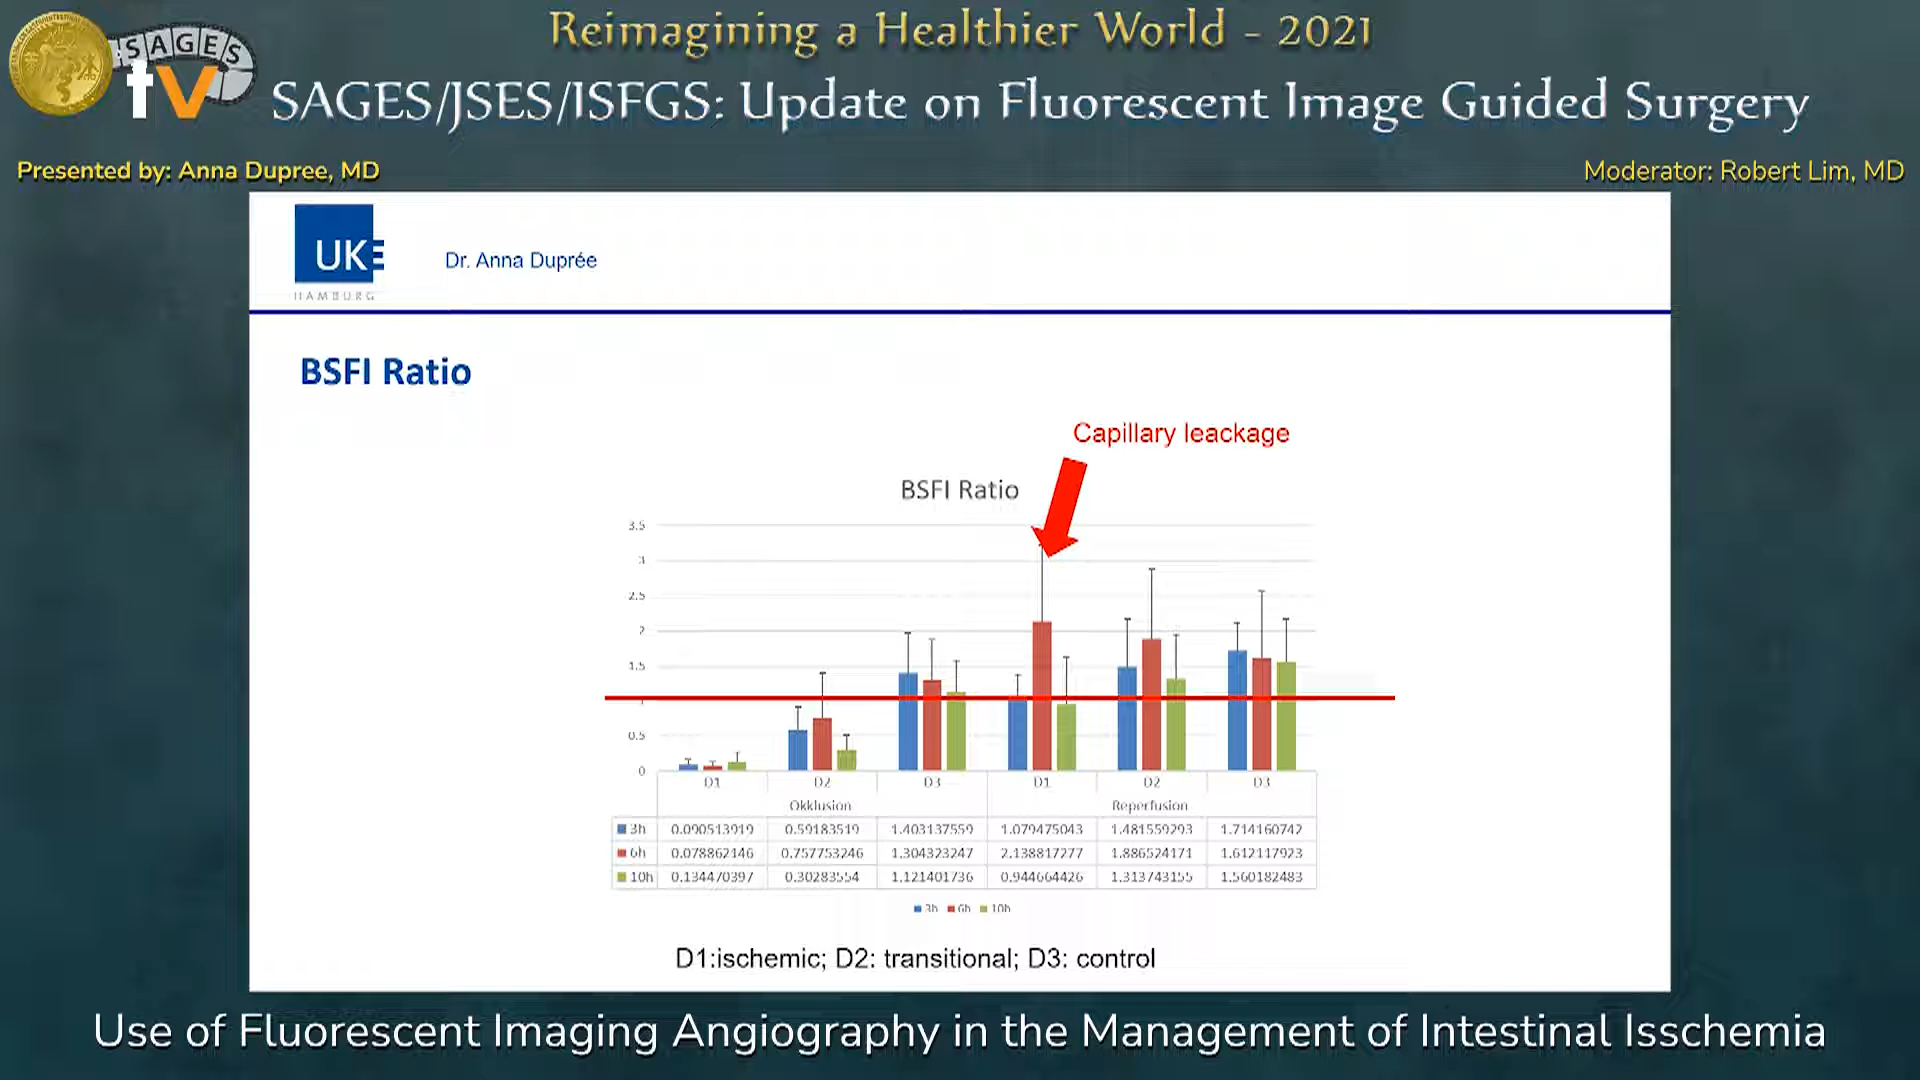 Reimagining a Healthier World - 2021
SAGES
tv
SAGES/JSES/ISFGS: Update on Fluorescent Image Guided Surgery
Presented by: Anna Dupree, MD
Moderator: Robert Lim, MD
UKE
HAMBURG
Dr. Anna Duprée
BSFI Ratio
Capillary leackage
BSFI Ratio
3.5
3
2.5
2
1.5
1
0.5
0
D1 D2 D3 D1 D2 D3
Okklusion Reperfusion
3h 0.090513919 0.59183519 1.403137559 1.079475043 1.481559293 1.714160742
6h 0.078862146 0.757753246 1.304323247 2.138817277 1.886524171 1.612117923
10h 0.134470397 0.30283554 1.121401736 0.944664426 1.313743155 1.560182483
3h 6h 10h
D1:ischemic; D2: transitional; D3: control
Use of Fluorescent Imaging Angiography in the Management of Intestinal Isschemia